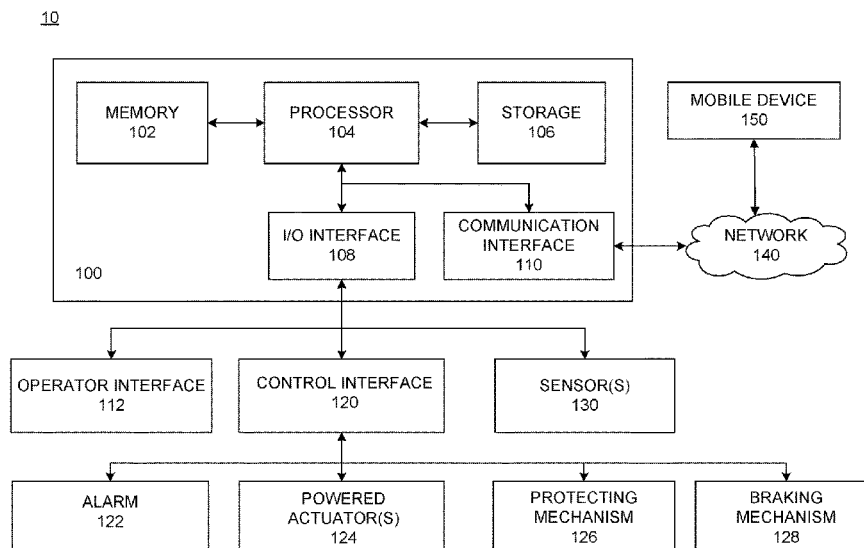 10
MEMORY
102
PROCESSOR
104
STORAGE
106
MOBILE DEVICE
150
I/O INTERFACE
108
COMMUNICATION
INTERFACE
110
NETWORK
140
100
OPERATOR INTERFACE
112
CONTROL INTERFACE
120
SENSOR(S)
130
ALARM
122
POWERED
ACTUATOR(S)
124
PROTECTING
MECHANISM
126
BRAKING
MECHANISM
128